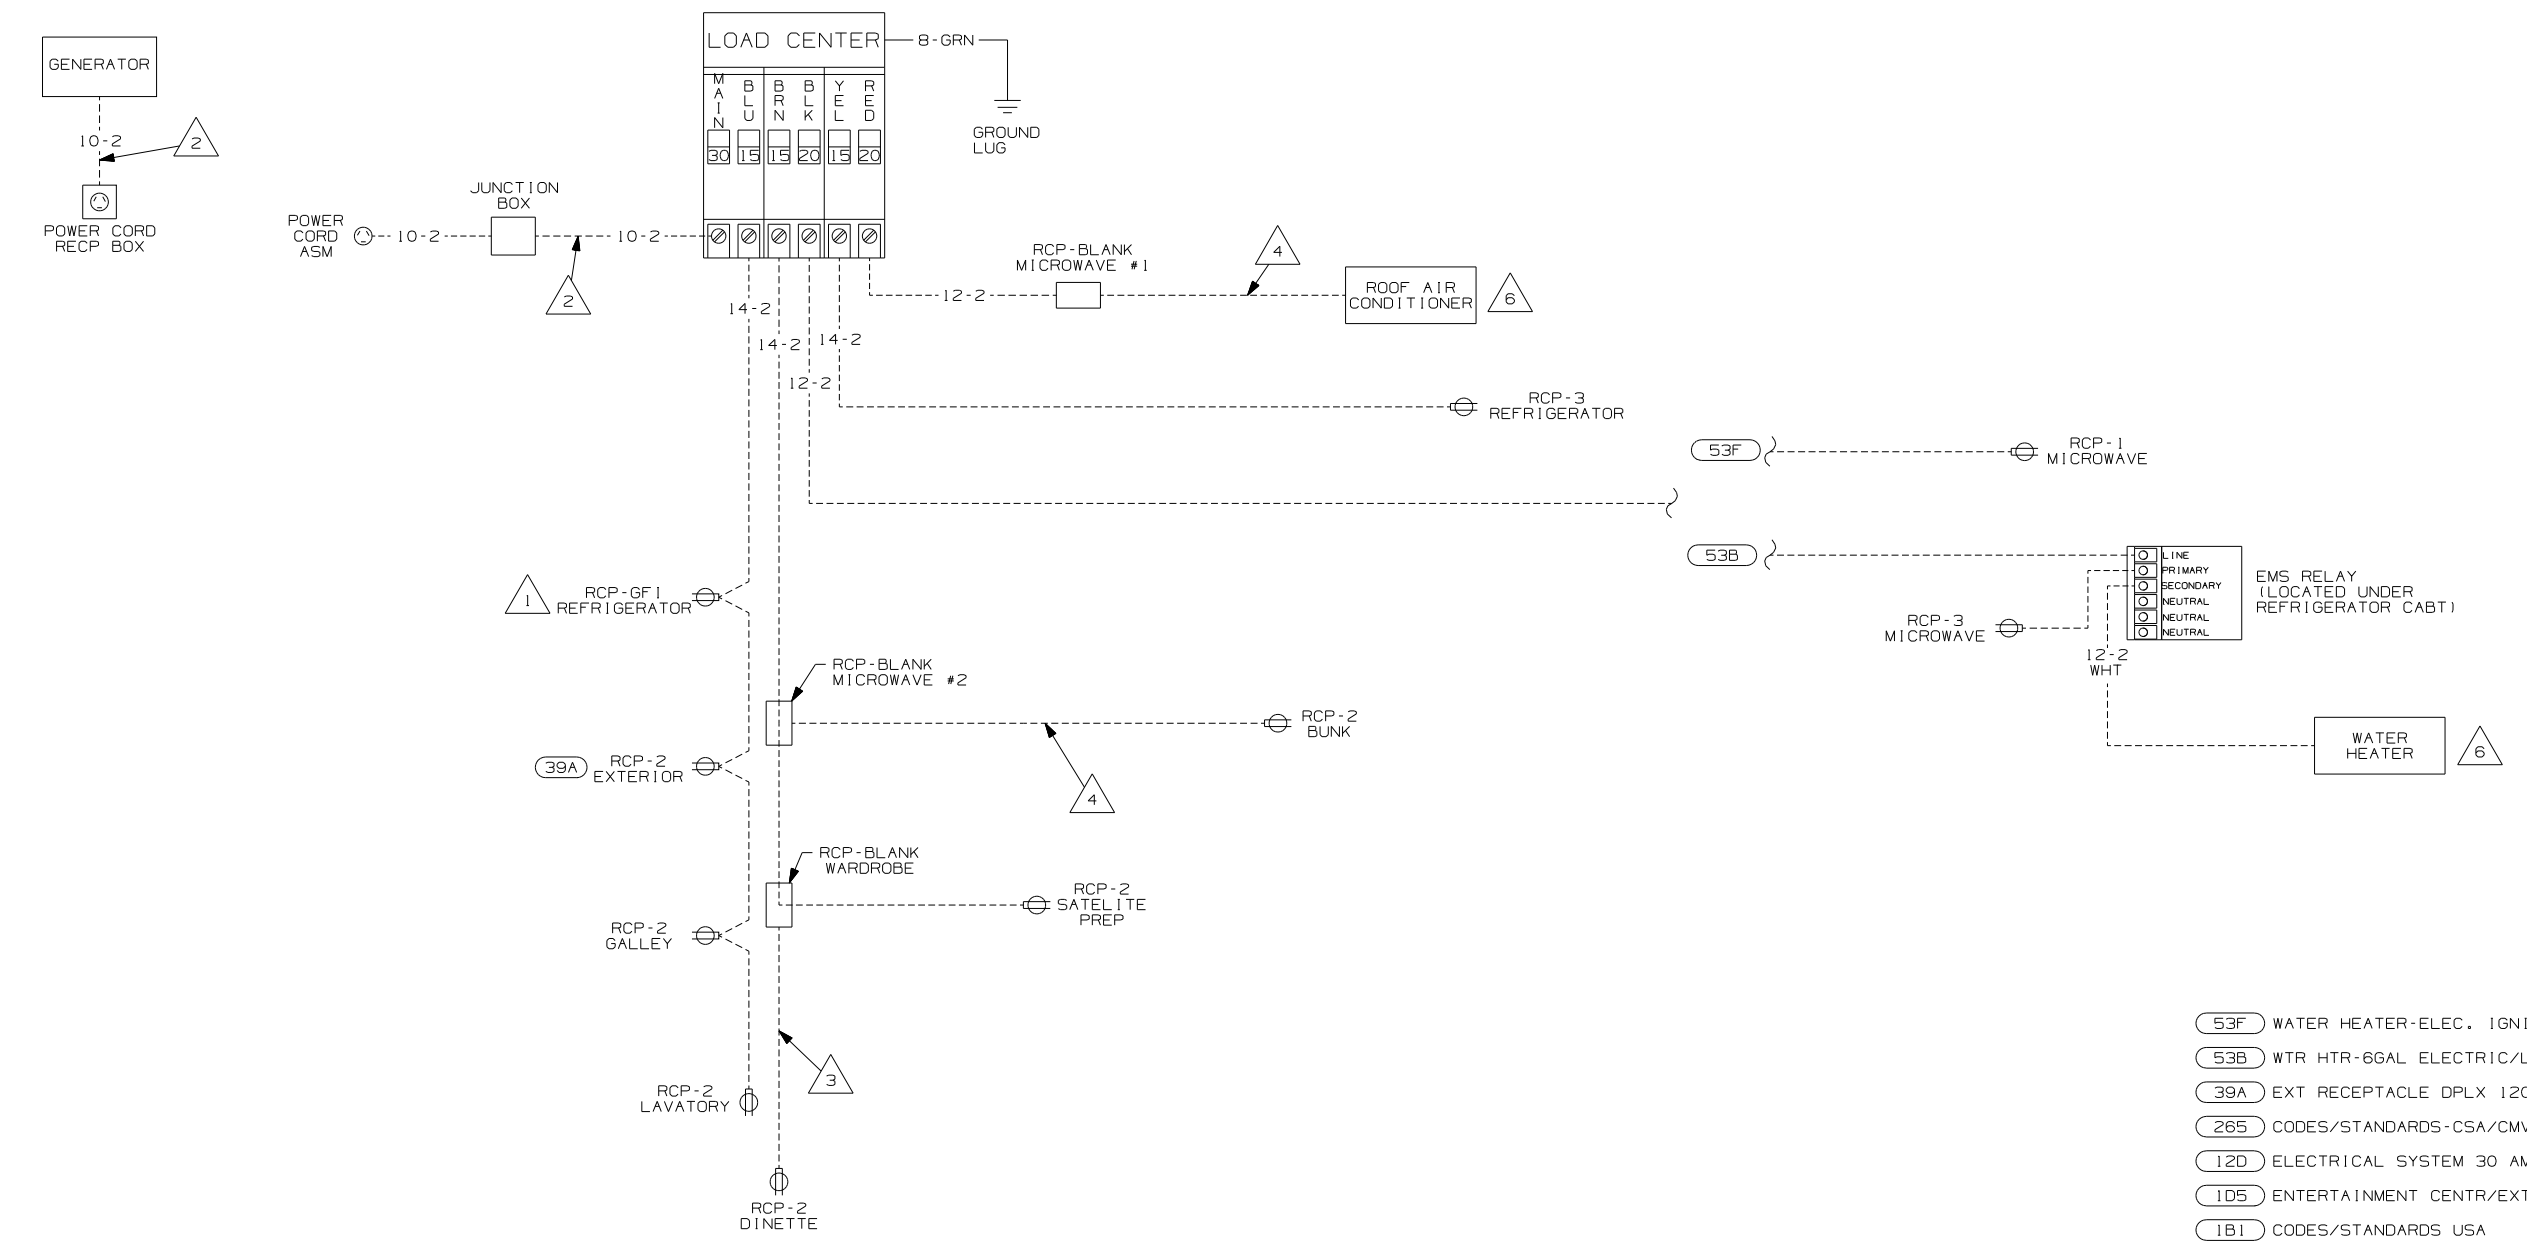 GENERATOR
10-2
2
POWER CORD
RECP BOX
POWER
CORD
ASM
10-2
JUNCTION
BOX
10-2
2
LOAD CENTER
8-GRN
GROUND
LUG
MAIN
BLU
BRN
BLK
YEL
RED
30
15
15
20
15
20
14-2
14-2
12-2
14-2
12-2
RCP-BLANK
MICROWAVE #1
4
ROOF AIR
CONDITIONER
6
RCP-3
REFRIGERATOR
53F
RCP-1
MICROWAVE
53B
LINE
PRIMARY
SECONDARY
NEUTRAL
NEUTRAL
NEUTRAL
EMS RELAY
(LOCATED UNDER
REFRIGERATOR CABT)
RCP-3
MICROWAVE
12-2
WHT
WATER
HEATER
6
1
RCP-GFI
REFRIGERATOR
RCP-BLANK
MICROWAVE #2
RCP-2
BUNK
4
39A
RCP-2
EXTERIOR
RCP-BLANK
WARDROBE
RCP-2
SATELITE
PREP
RCP-2
GALLEY
3
RCP-2
LAVATORY
RCP-2
DINETTE
53F WATER HEATER-ELEC. IGNI
53B WTR HTR-6GAL ELECTRIC/L
39A EXT RECEPTACLE DPLX 120
265 CODES/STANDARDS-CSA/CMV
12D ELECTRICAL SYSTEM 30 AM
1D5 ENTERTAINMENT CENTR/EXT
1B1 CODES/STANDARDS USA